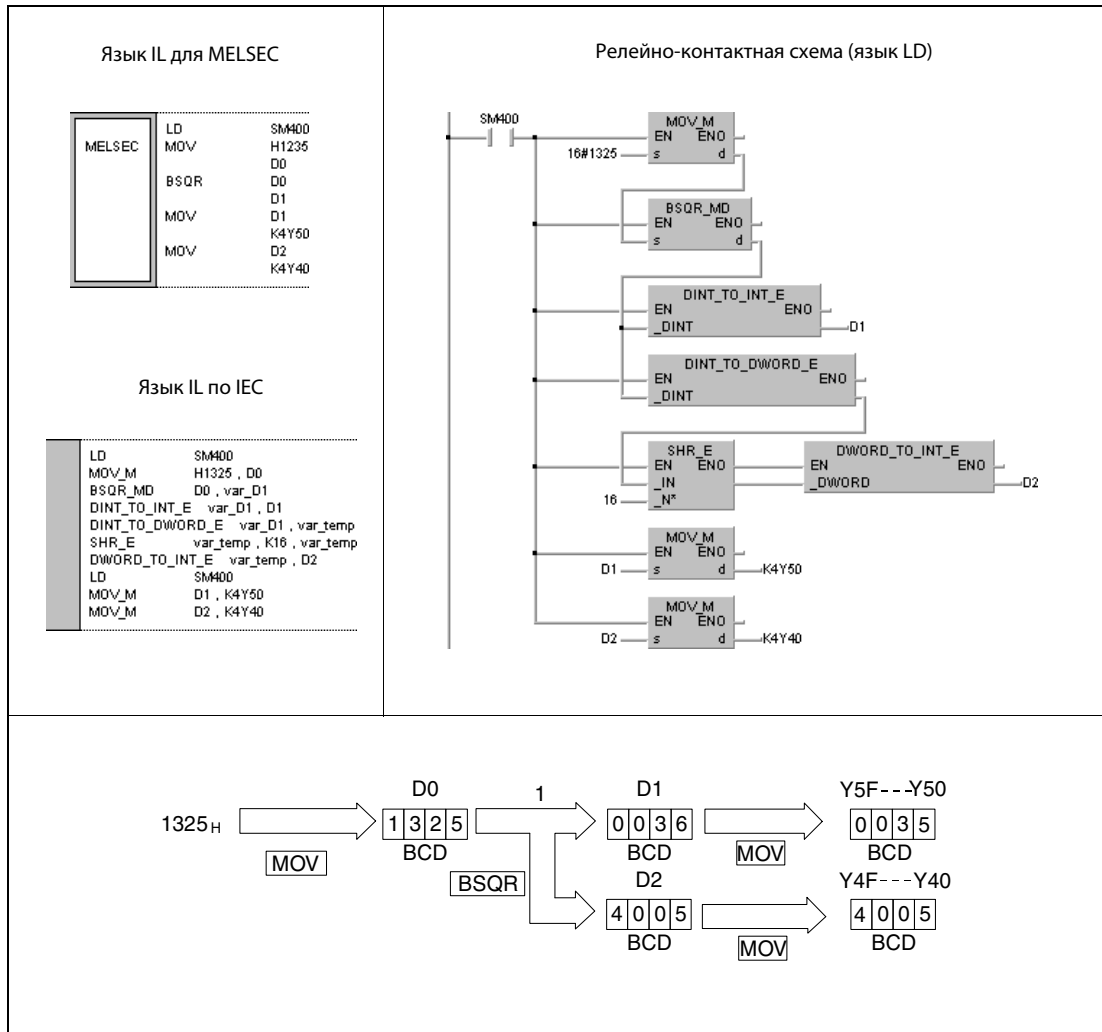 Язык IL для MELSEC
MELSEC
LD SM400
MOV H1235
D0
BSQR D0
D1
MOV D1
K4Y50
MOV D2
K4Y40
Язык IL по IEC
LD SM400
MOV_M H1325 , D0
BSQR_MD D0 , var_D1
DINT_TO_INT_E var_D1 , D1
DINT_TO_DWORD_E var_D1 , var_temp
SHR_E var_temp , K16 , var_temp
DWORD_TO_INT_E var_temp , D2
LD SM400
MOV_M D1 , K4Y50
MOV_M D2 , K4Y40
Релейно-контактная схема (язык LD)
SM400
MOV_M
EN ENO
16#1325 s d
BSQR_MD
EN ENO
s d
DINT_TO_INT_E
EN ENO
_DINT D1
DINT_TO_DWORD_E
EN ENO
_DINT
SHR_E
EN ENO
_IN
16 _N*
DWORD_TO_INT_E
EN ENO
_DWORD D2
MOV_M
EN ENO
D1 s d K4Y50
MOV_M
EN ENO
D2 s d K4Y40
D0 1 D1 Y5F---Y50
1325H 1 3 2 5 0 0 3 6 0 0 3 5
MOV BCD BSQR BCD MOV BCD
D2 Y4F---Y40
4 0 0 5 4 0 0 5
BCD MOV BCD